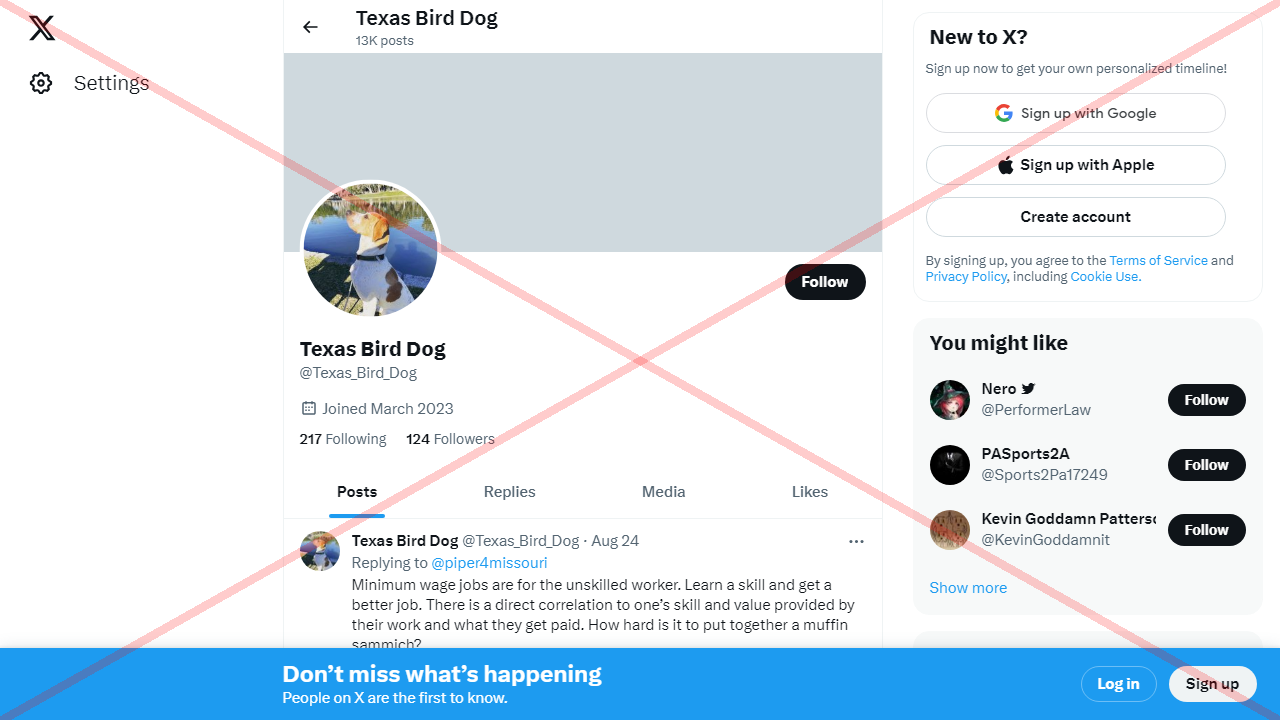 Settings
Texas Bird Dog
13K posts
Follow
Texas Bird Dog
@Texas_Bird_Dog
Joined March 2023
217 Following 124 Followers
Posts Replies Media Likes
Texas Bird Dog @Texas_Bird_Dog · Aug 24
Replying to @piper4missouri
Minimum wage jobs are for the unskilled worker. Learn a skill and get a
better job. There is a direct correlation to one’s skill and value provided by
their work and what they get paid. How hard is it to put together a muffin
sammich?
New to X?
Sign up now to get your own personalized timeline!
Sign up with Google
Sign up with Apple
Create account
By signing up, you agree to the Terms of Service and
Privacy Policy, including Cookie Use.
You might like
Nero
@PerformerLaw
Follow
PASports2A
@Sports2Pa17249
Follow
Kevin Goddamn Patterso
@KevinGoddamnit
Follow
Show more
Don’t miss what’s happening
People on X are the first to know.
Log in
Sign up